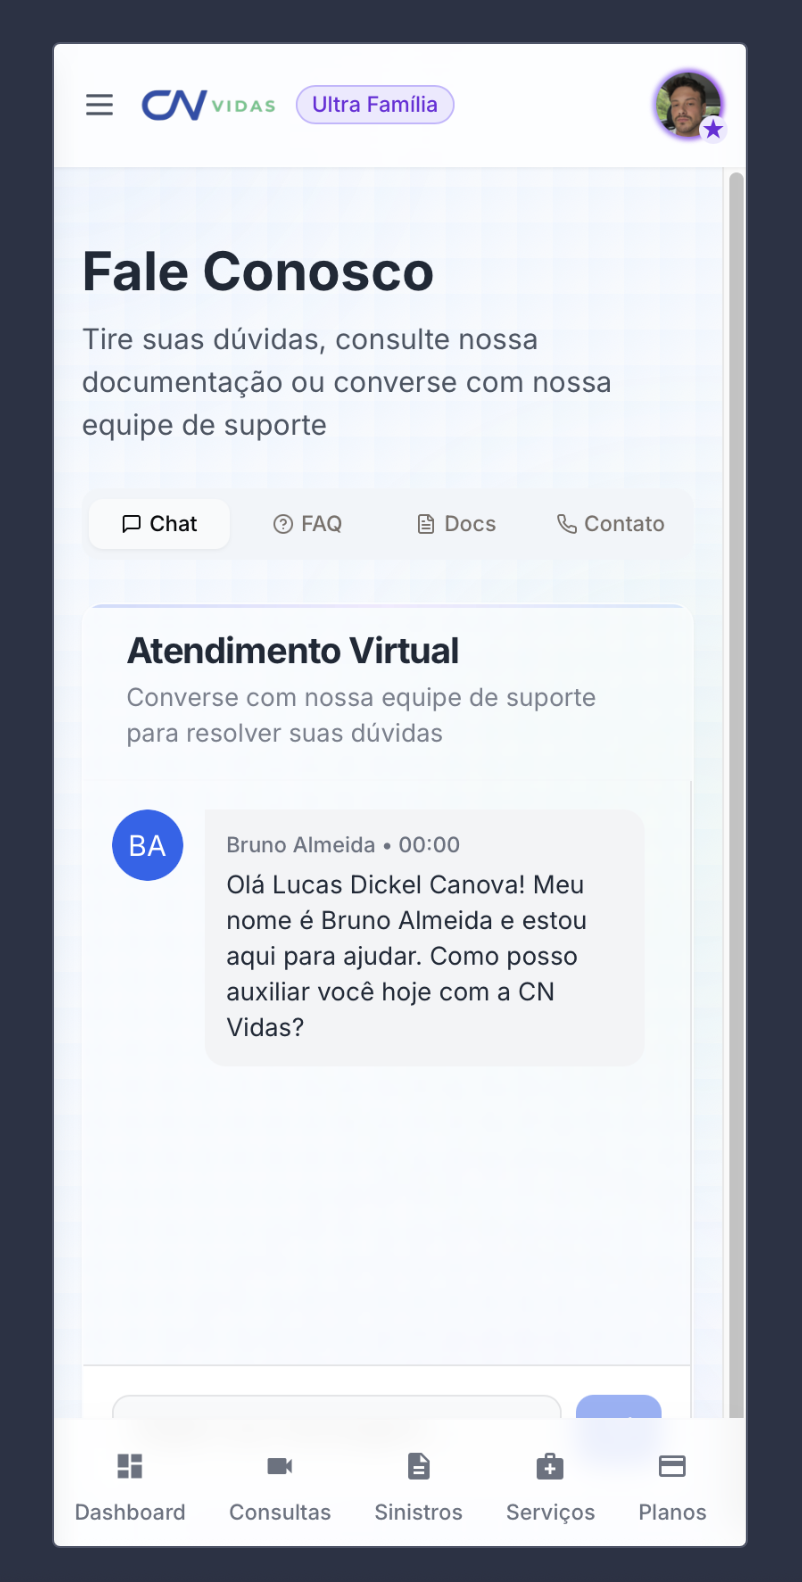 CN VIDAS
Ultra Família
Fale Conosco
Tire suas dúvidas, consulte nossa
documentação ou converse com nossa
equipe de suporte
Chat
FAQ
Docs
Contato
Atendimento Virtual
Converse com nossa equipe de suporte
para resolver suas dúvidas
BA
Bruno Almeida • 00:00
Olá Lucas Dickel Canova! Meu
nome é Bruno Almeida e estou
aqui para ajudar. Como posso
auxiliar você hoje com a CN
Vidas?
Dashboard
Consultas
Sinistros
Serviços
Planos